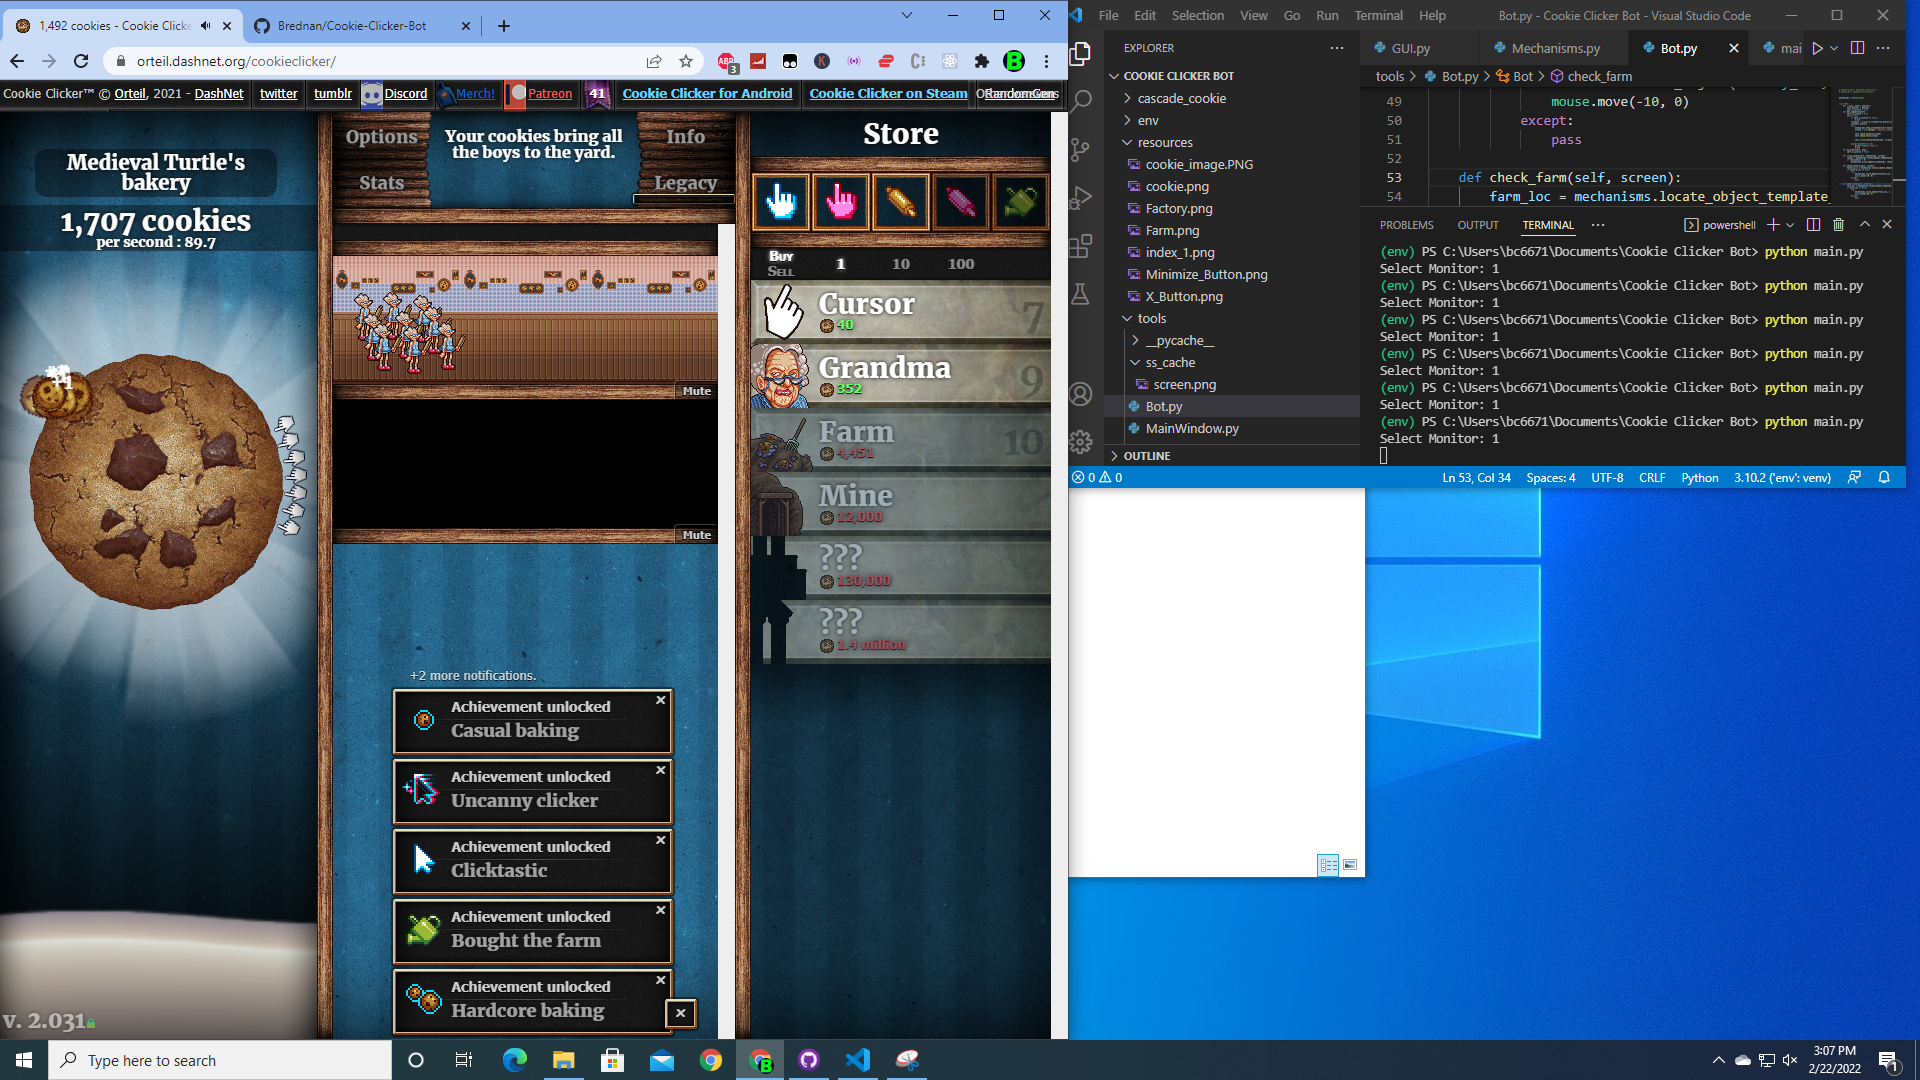 1,492 cookies - Cookie Clicke
Brednan/Cookie-Clicker-Bot
orteil.dashnet.org/cookieclicker/
ABP
3
K
B
Cookie Clicker™ © Orteil, 2021 - DashNet
twitter
tumblr
Discord
Merch!
Patreon
41
Cookie Clicker for Android
Cookie Clicker on Steam
RandomGen
Medieval Turtle's
bakery
1,707 cookies
per second : 89.7
+1
v. 2.031
Options
Stats
Your cookies bring all
the boys to the yard.
Info
Legacy
Mute
Mute
+2 more notifications.
Achievement unlocked
Casual baking
Achievement unlocked
Uncanny clicker
Achievement unlocked
Clicktastic
Achievement unlocked
Bought the farm
Achievement unlocked
Hardcore baking
Store
Buy
Sell
1
10
100
Cursor
40
7
Grandma
352
9
Farm
4,451
10
Mine
12,000
???
130,000
???
1.4 million
File Edit Selection View Go Run Terminal Help
Bot.py - Cookie Clicker Bot - Visual Studio Code
EXPLORER
COOKIE CLICKER BOT
cascade_cookie
env
resources
cookie_image.PNG
cookie.png
Factory.png
Farm.png
index_1.png
Minimize_Button.png
X_Button.png
tools
__pycache__
ss_cache
screen.png
Bot.py
MainWindow.py
OUTLINE
GUI.py
Mechanisms.py
Bot.py
mai
tools > Bot.py > Bot > check_farm
49 mouse.move(-10, 0)
50 except:
51 pass
52
53 def check_farm(self, screen):
54 farm_loc = mechanisms.locate_object_template_
PROBLEMS OUTPUT TERMINAL
powershell
(env) PS C:\Users\bc6671\Documents\Cookie Clicker Bot> python main.py
Select Monitor: 1
(env) PS C:\Users\bc6671\Documents\Cookie Clicker Bot> python main.py
Select Monitor: 1
(env) PS C:\Users\bc6671\Documents\Cookie Clicker Bot> python main.py
Select Monitor: 1
(env) PS C:\Users\bc6671\Documents\Cookie Clicker Bot> python main.py
Select Monitor: 1
(env) PS C:\Users\bc6671\Documents\Cookie Clicker Bot> python main.py
Select Monitor: 1
(env) PS C:\Users\bc6671\Documents\Cookie Clicker Bot> python main.py
Select Monitor: 1
0 0
Ln 53, Col 34 Spaces: 4 UTF-8 CRLF Python 3.10.2 ('env': venv)
Type here to search
B
3:07 PM
2/22/2022
1